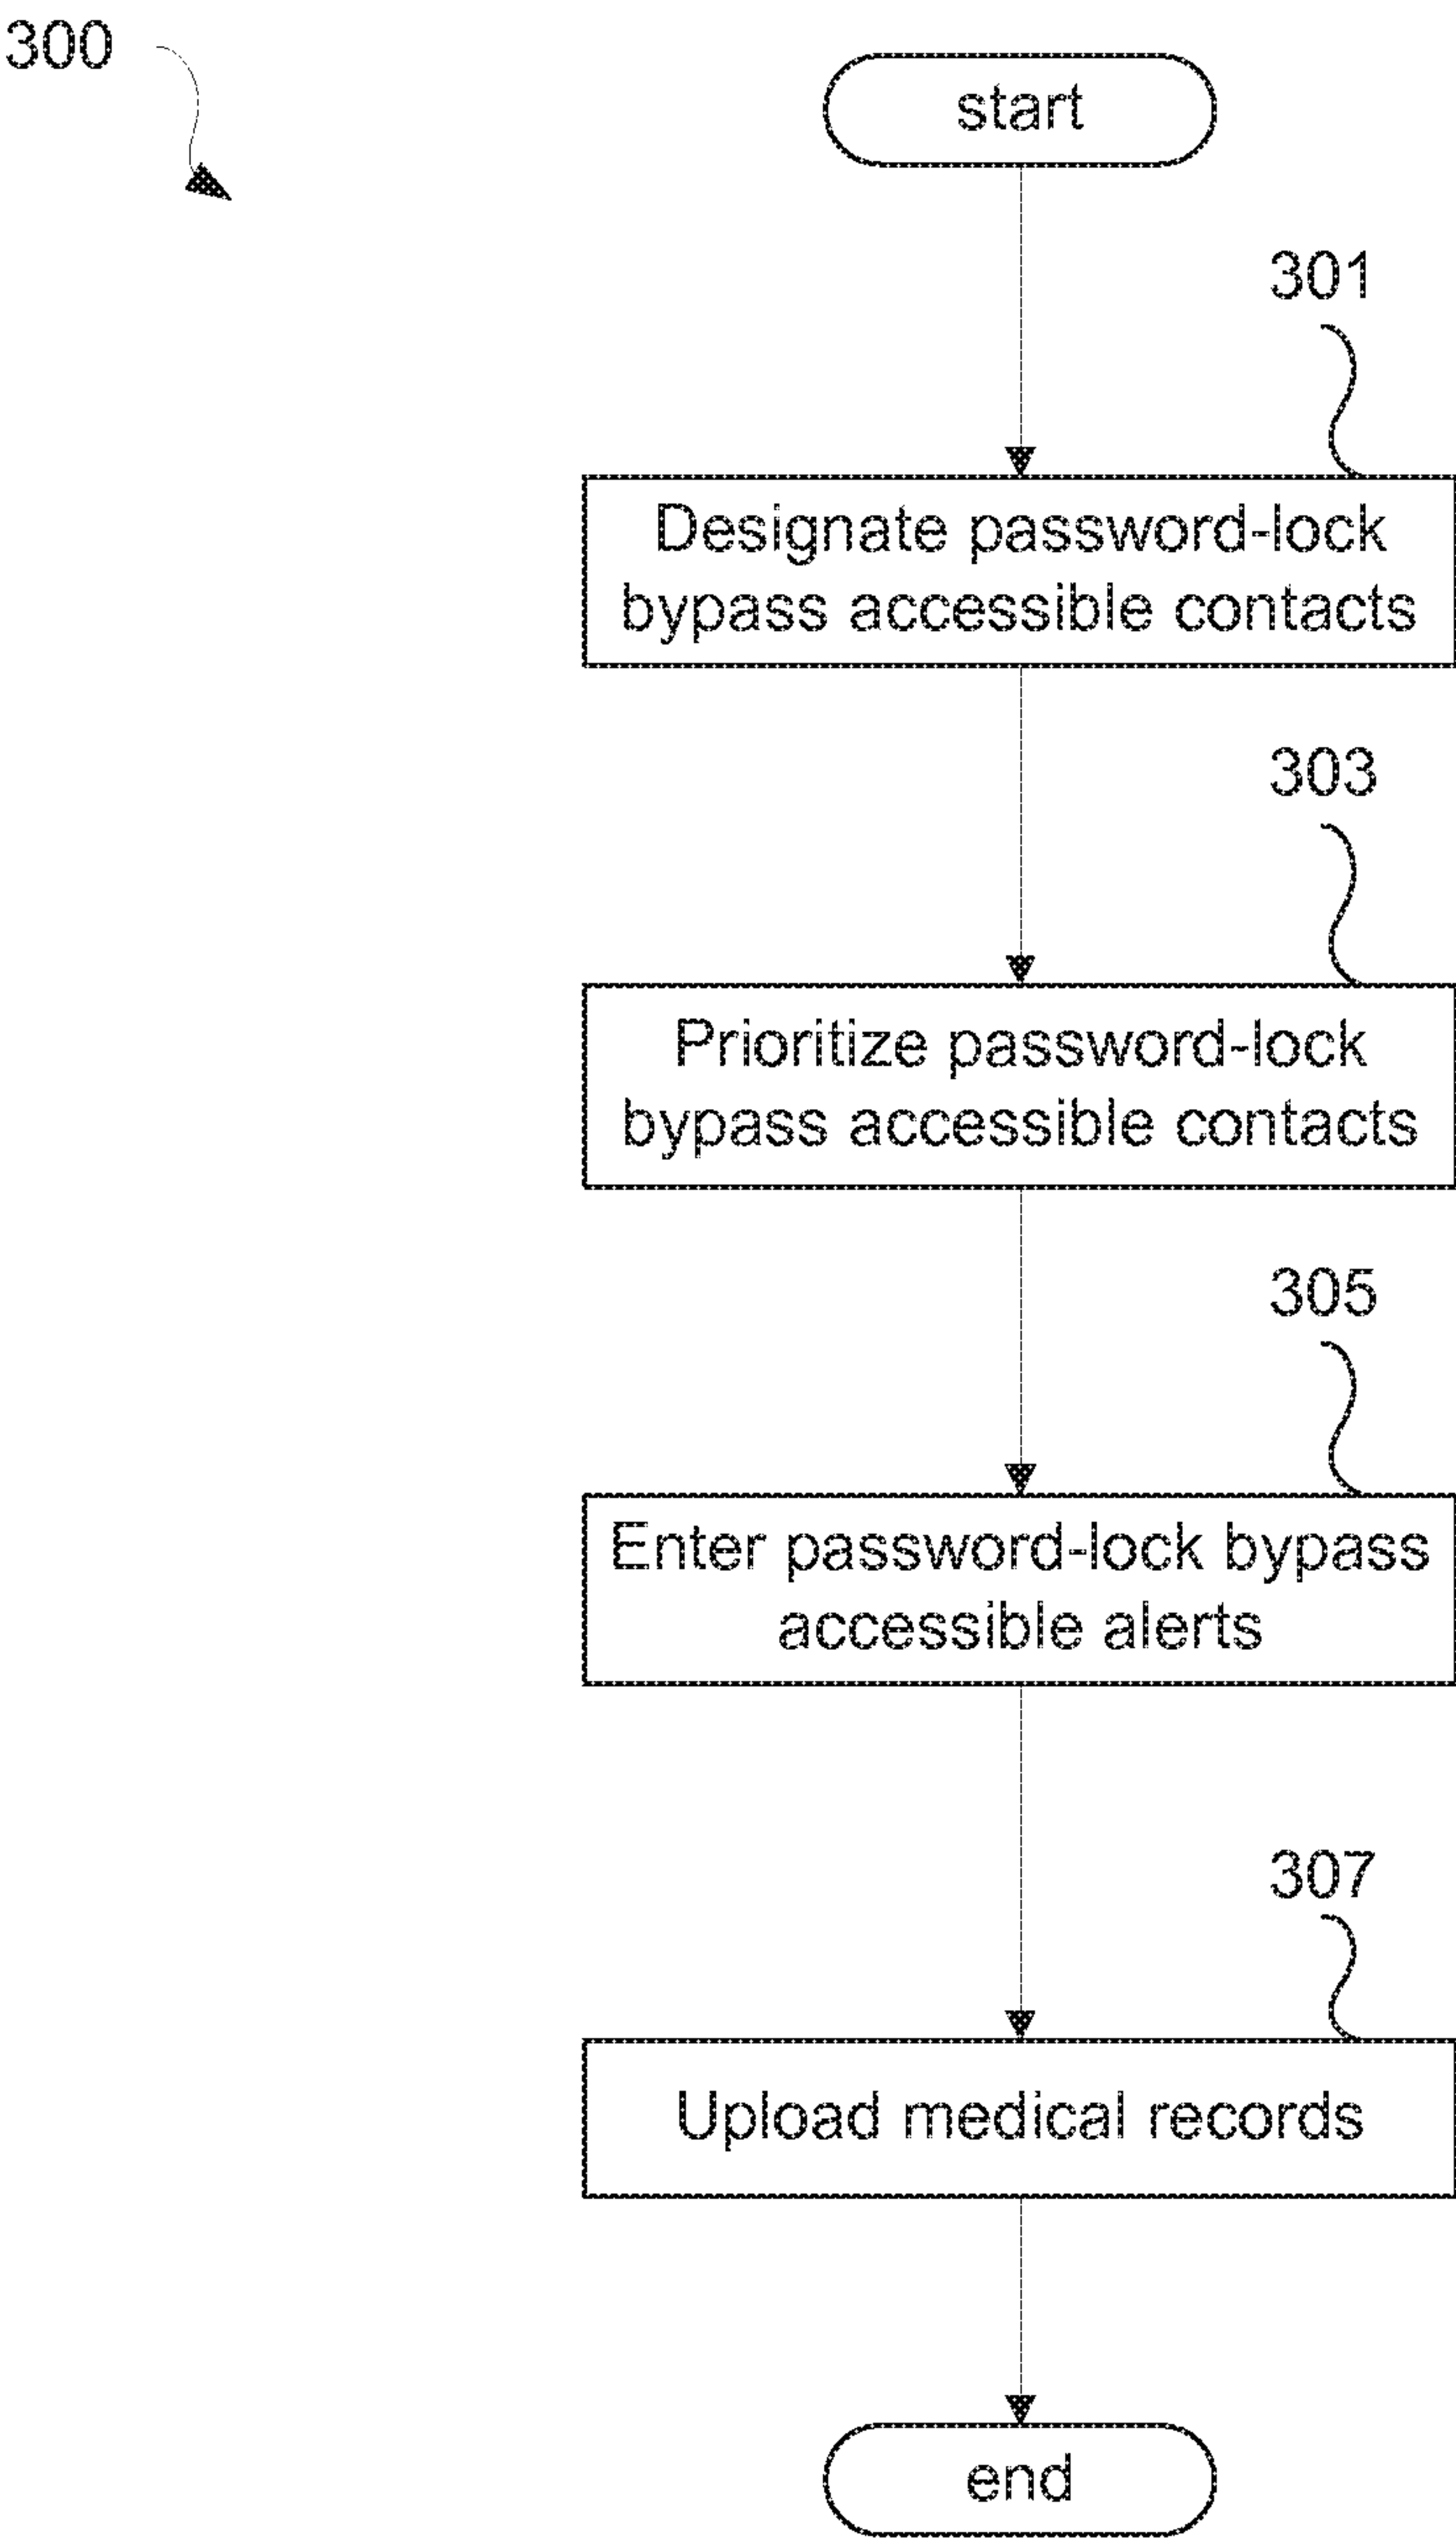 300
start
301
Designate password-lock
bypass accessible contacts
303
Prioritize password-lock
bypass accessible contacts
305
Enter password-lock bypass
accessible alerts
307
Upload medical records
end